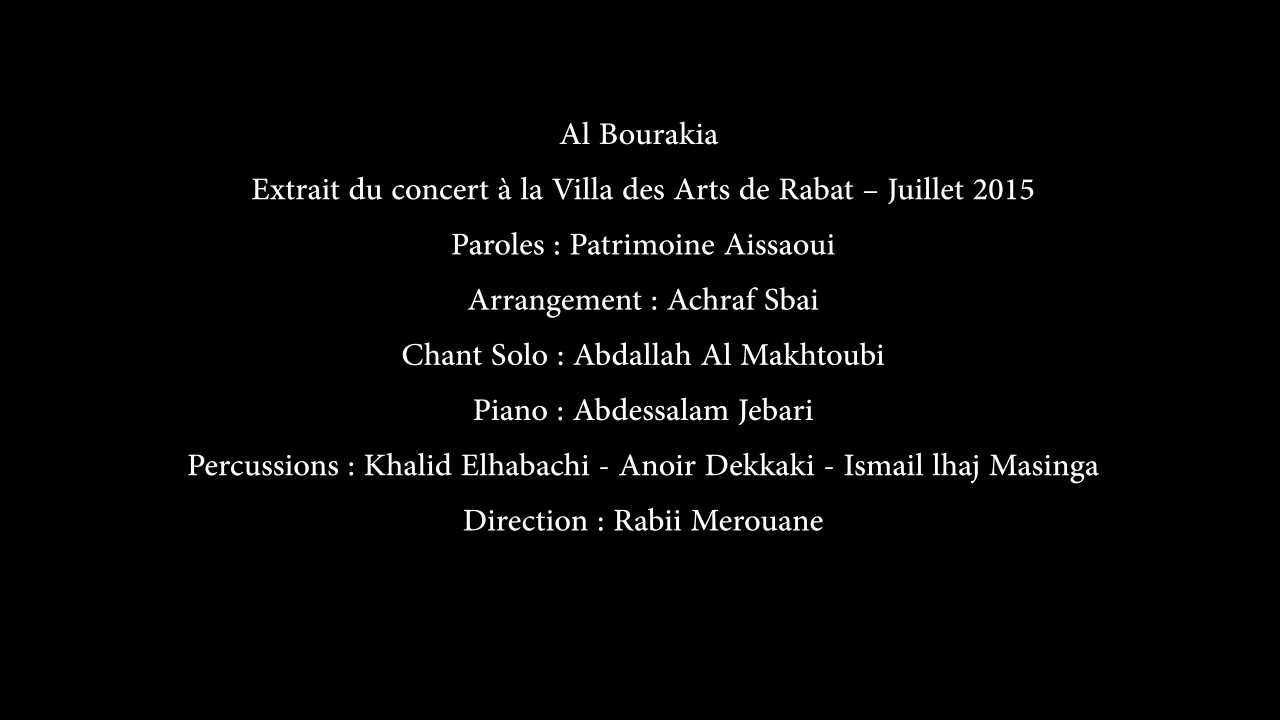 Al Bourakia
Extrait du concert à la Villa des Arts de Rabat – Juillet 2015
Paroles : Patrimoine Aissaoui
Arrangement : Achraf Sbai
Chant Solo : Abdallah Al Makhtoubi
Piano : Abdessalam Jebari
Percussions : Khalid Elhabachi - Anoir Dekkaki - Ismail lhaj Masinga
Direction : Rabii Merouane